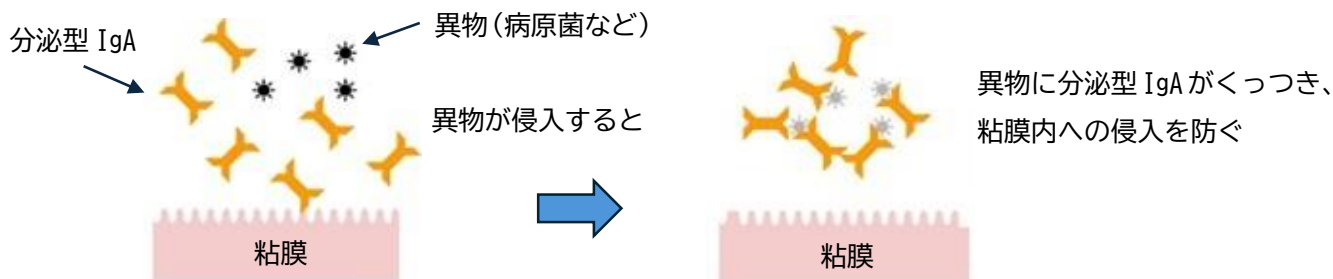 分泌型 IgA
異物(病原菌など)
異物が侵入すると
粘膜
異物に分泌型 IgA がくっつき、
粘膜内への侵入を防ぐ
粘膜